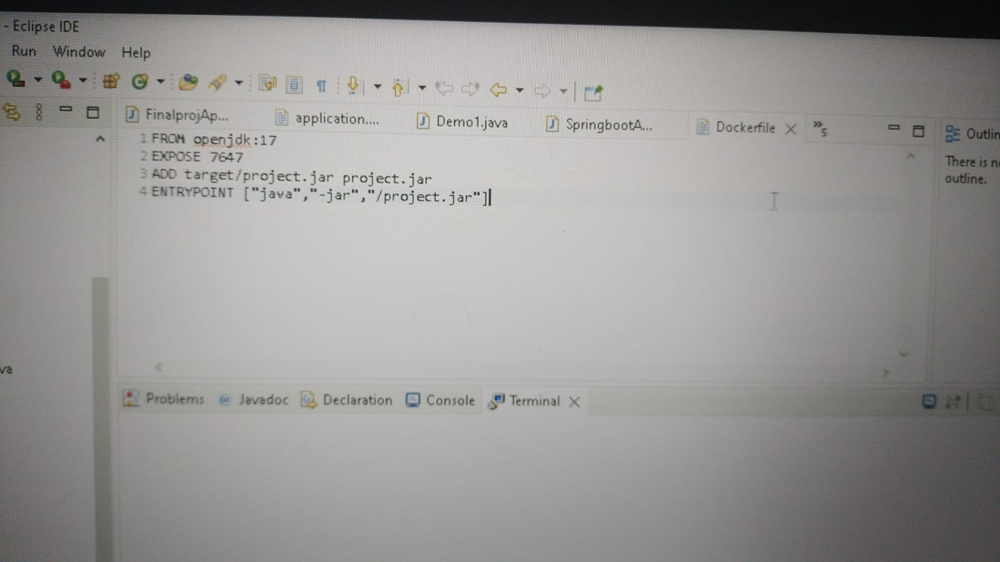 - Eclipse IDE
Run Window Help
FinalprojAp... application.... Demo1.java SpringbootA... Dockerfile »5 Outlin
1 FROM openjdk:17
2 EXPOSE 7647
3 ADD target/project.jar project.jar
4 ENTRYPOINT ["java","-jar","/project.jar"]
There is n
outline.
va
Problems Javadoc Declaration Console Terminal